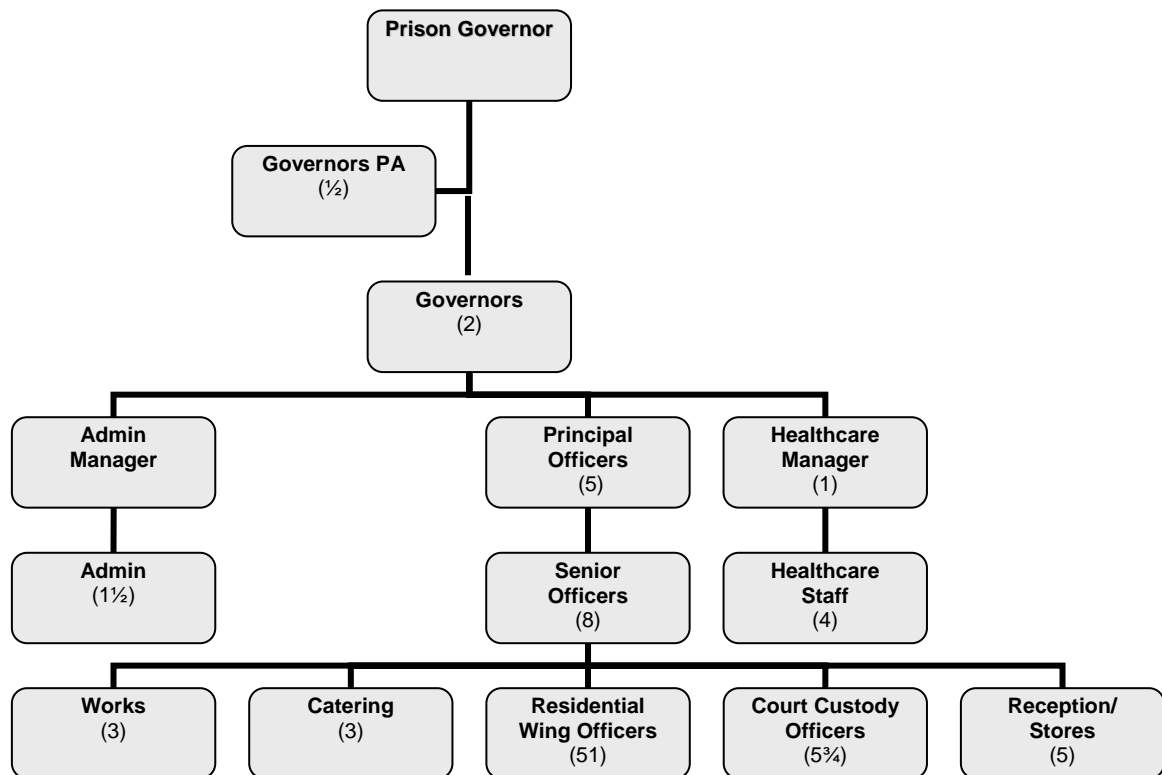 Prison Governor
Governors PA
(½)
Governors
(2)
Admin
Manager
Principal
Officers
(5)
Healthcare
Manager
(1)
Admin
(1½)
Senior
Officers
(8)
Healthcare
Staff
(4)
Works
(3)
Catering
(3)
Residential
Wing Officers
(51)
Court Custody
Officers
(5¾)
Reception/
Stores
(5)